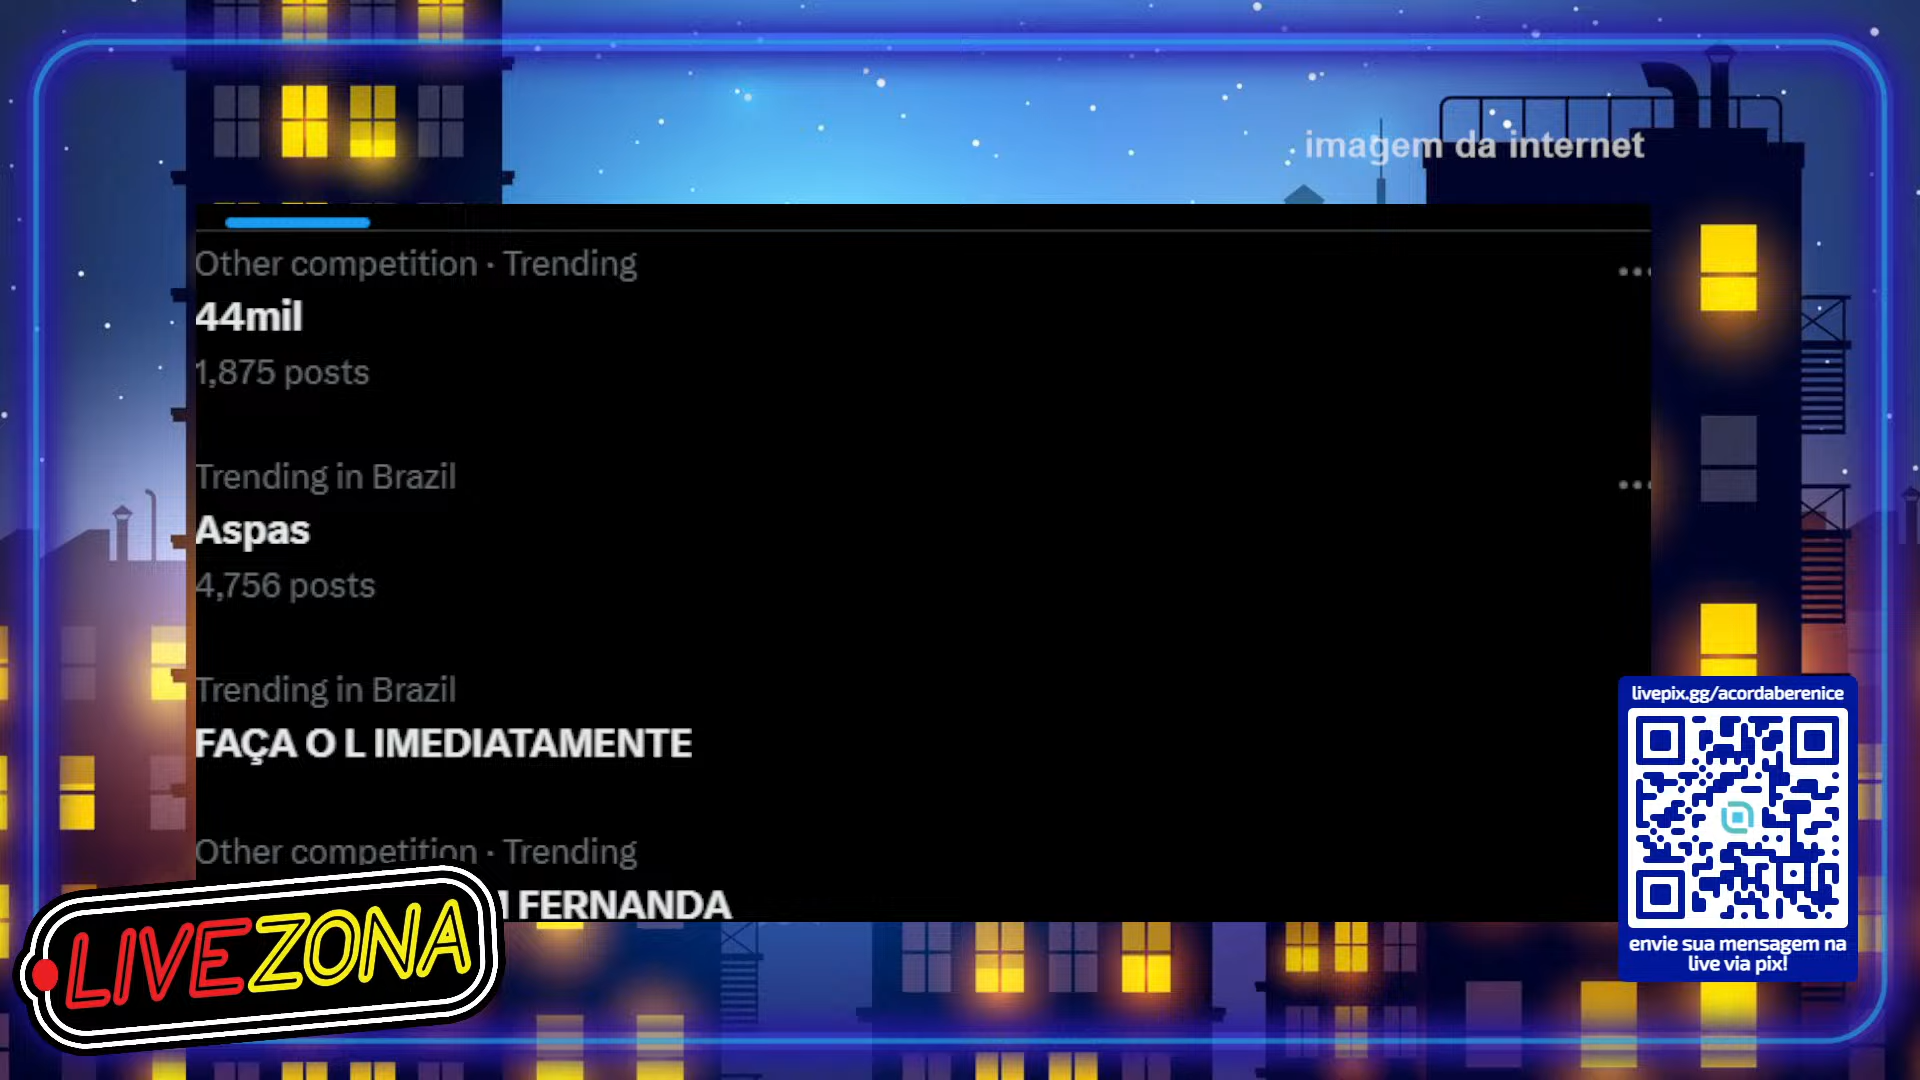 imagem da internet
Other competition · Trending
44mil
1,875 posts
Trending in Brazil
Aspas
4,756 posts
Trending in Brazil
FAÇA O L IMEDIATAMENTE
Other competition · Trending
FERNANDA
LIVEZONA
livepix.gg/acordaberenice
envie sua mensagem na
live via pix!